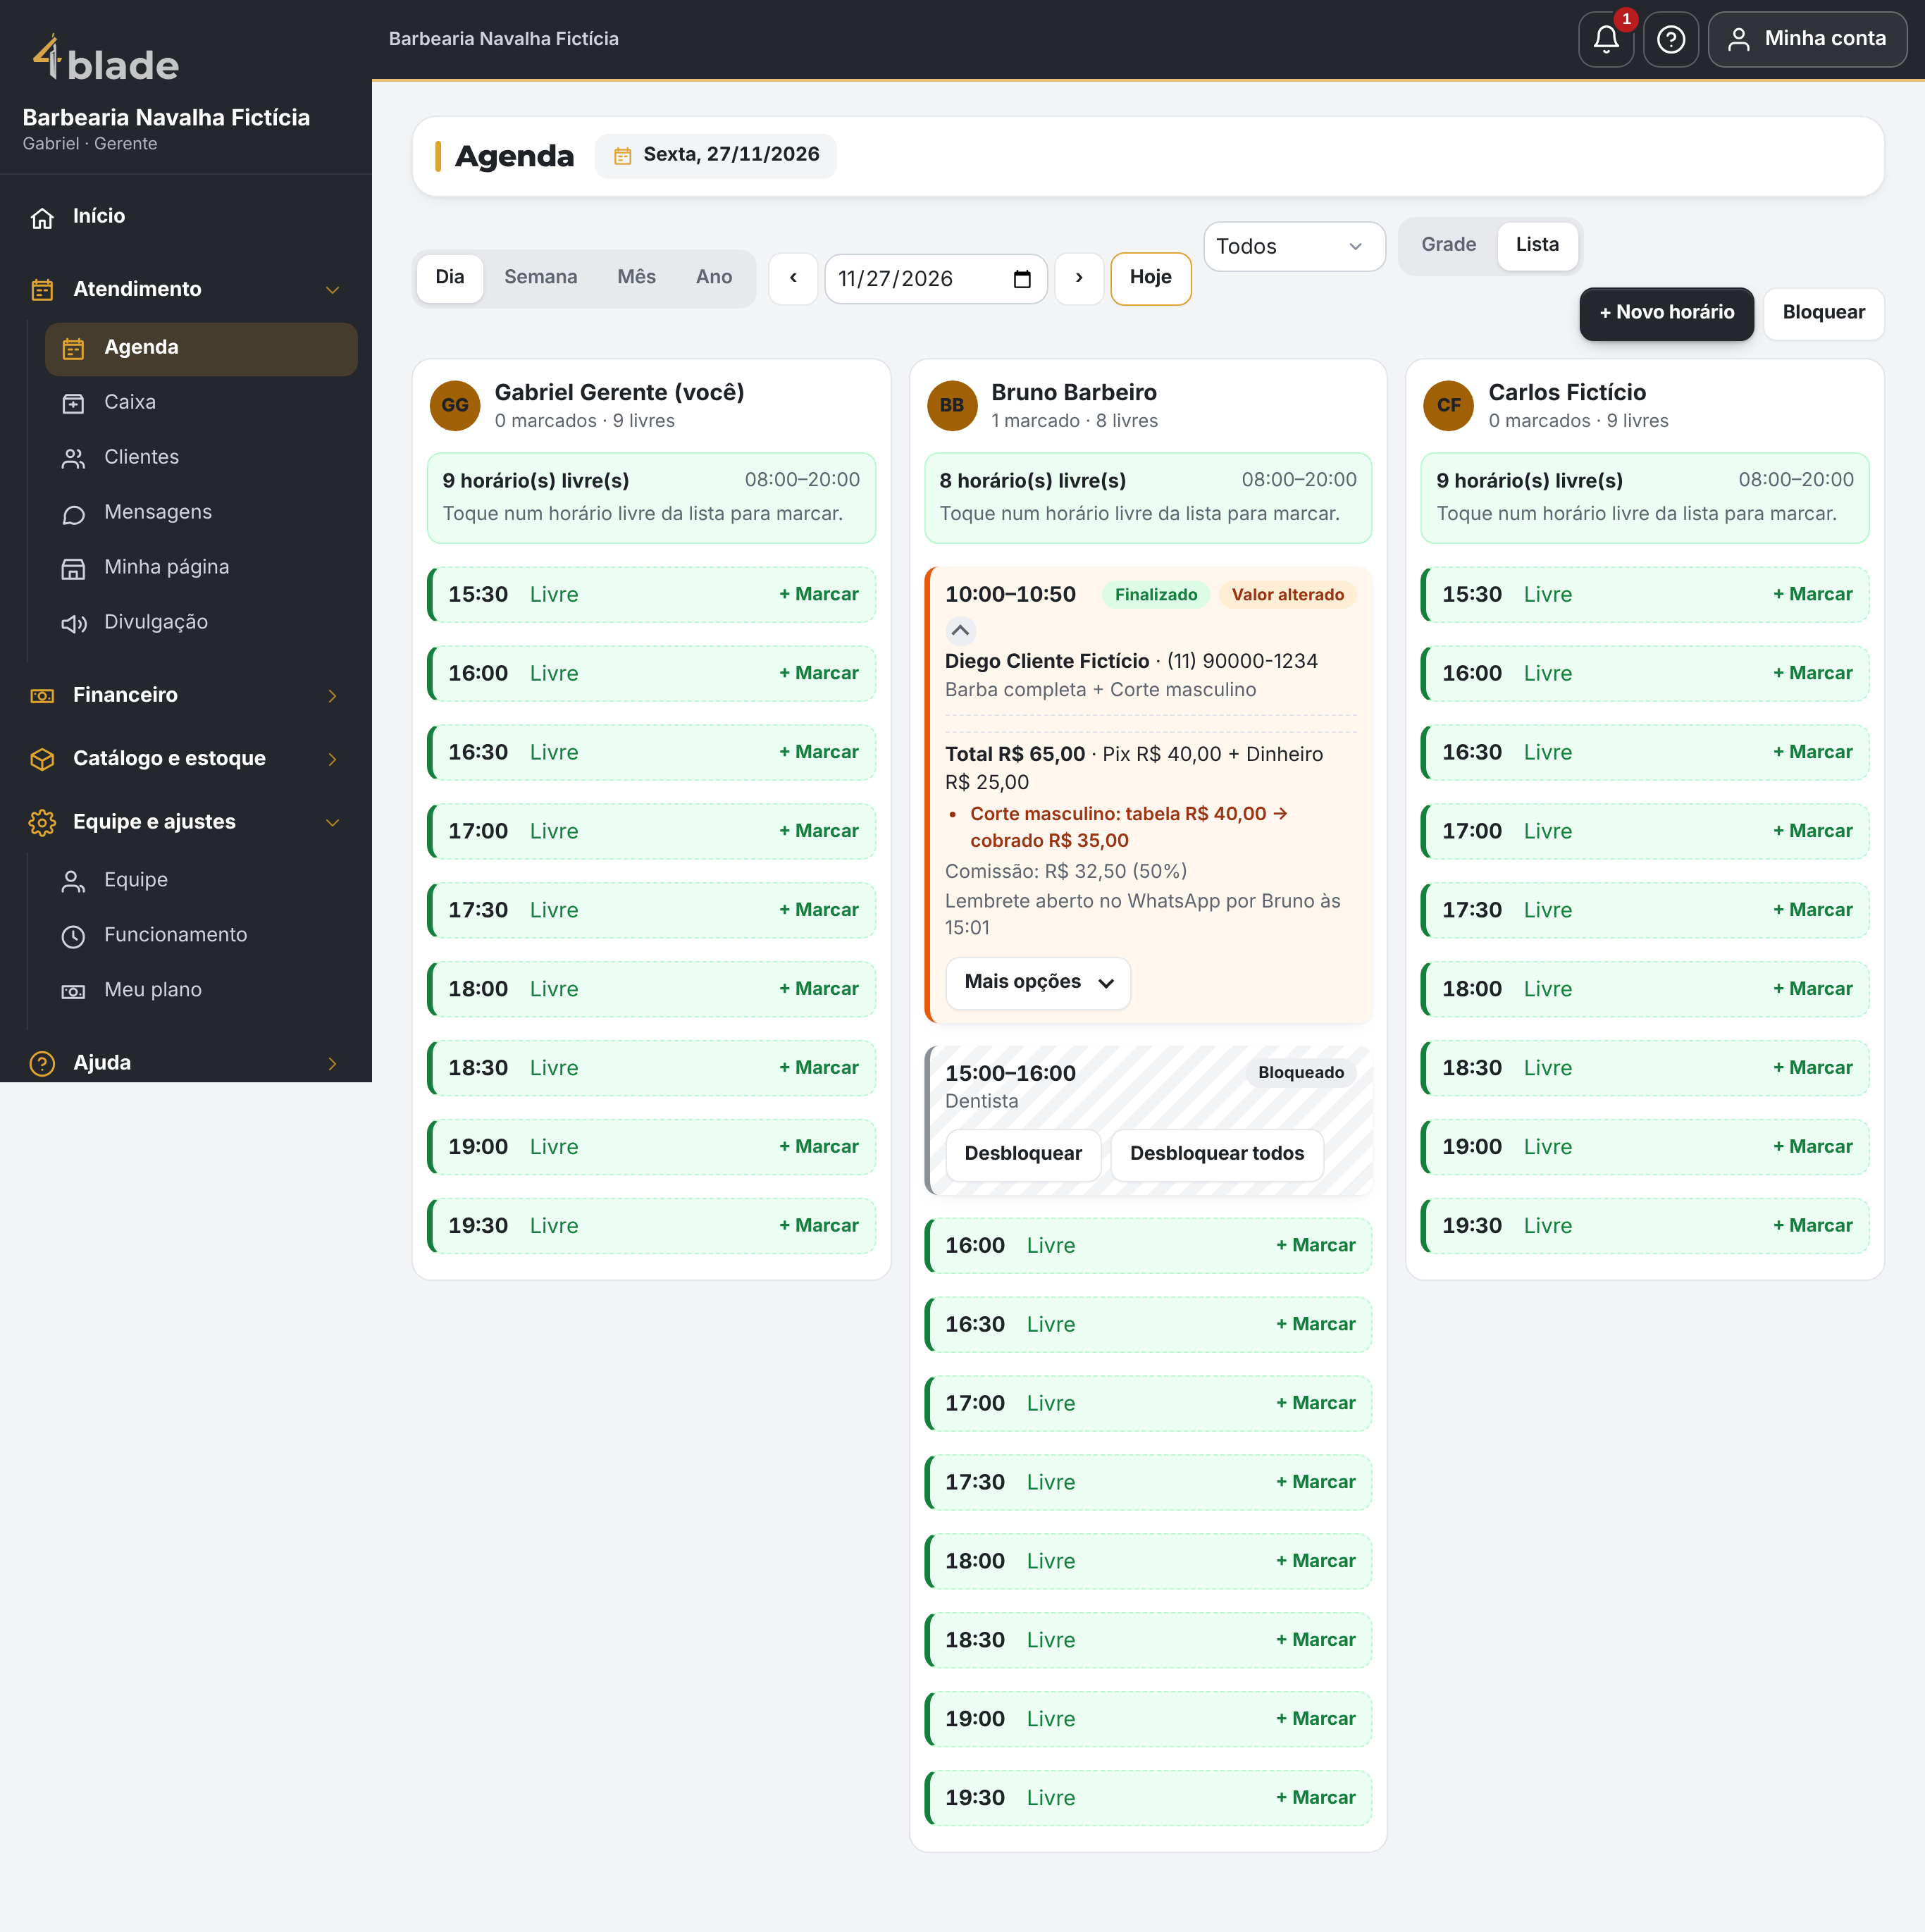 4blade
Barbearia Navalha Fictícia
Gabriel · Gerente
Início
Atendimento
Agenda
Caixa
Clientes
Mensagens
Minha página
Divulgação
Financeiro
Catálogo e estoque
Equipe e ajustes
Equipe
Funcionamento
Meu plano
Ajuda
Barbearia Navalha Fictícia
1
Minha conta
Agenda
Sexta, 27/11/2026
Dia Semana Mês Ano
11/27/2026
Hoje
Todos
Grade Lista
+ Novo horário
Bloquear
GG
Gabriel Gerente (você)
0 marcados · 9 livres
9 horário(s) livre(s) 08:00–20:00
Toque num horário livre da lista para marcar.
15:30 Livre + Marcar
16:00 Livre + Marcar
16:30 Livre + Marcar
17:00 Livre + Marcar
17:30 Livre + Marcar
18:00 Livre + Marcar
18:30 Livre + Marcar
19:00 Livre + Marcar
19:30 Livre + Marcar
BB
Bruno Barbeiro
1 marcado · 8 livres
8 horário(s) livre(s) 08:00–20:00
Toque num horário livre da lista para marcar.
10:00–10:50 Finalizado Valor alterado
Diego Cliente Fictício · (11) 90000-1234
Barba completa + Corte masculino
Total R$ 65,00 · Pix R$ 40,00 + Dinheiro
R$ 25,00
• Corte masculino: tabela R$ 40,00 →
cobrado R$ 35,00
Comissão: R$ 32,50 (50%)
Lembrete aberto no WhatsApp por Bruno às
15:01
Mais opções
15:00–16:00 Bloqueado
Dentista
Desbloquear Desbloquear todos
16:00 Livre + Marcar
16:30 Livre + Marcar
17:00 Livre + Marcar
17:30 Livre + Marcar
18:00 Livre + Marcar
18:30 Livre + Marcar
19:00 Livre + Marcar
19:30 Livre + Marcar
CF
Carlos Fictício
0 marcados · 9 livres
9 horário(s) livre(s) 08:00–20:00
Toque num horário livre da lista para marcar.
15:30 Livre + Marcar
16:00 Livre + Marcar
16:30 Livre + Marcar
17:00 Livre + Marcar
17:30 Livre + Marcar
18:00 Livre + Marcar
18:30 Livre + Marcar
19:00 Livre + Marcar
19:30 Livre + Marcar